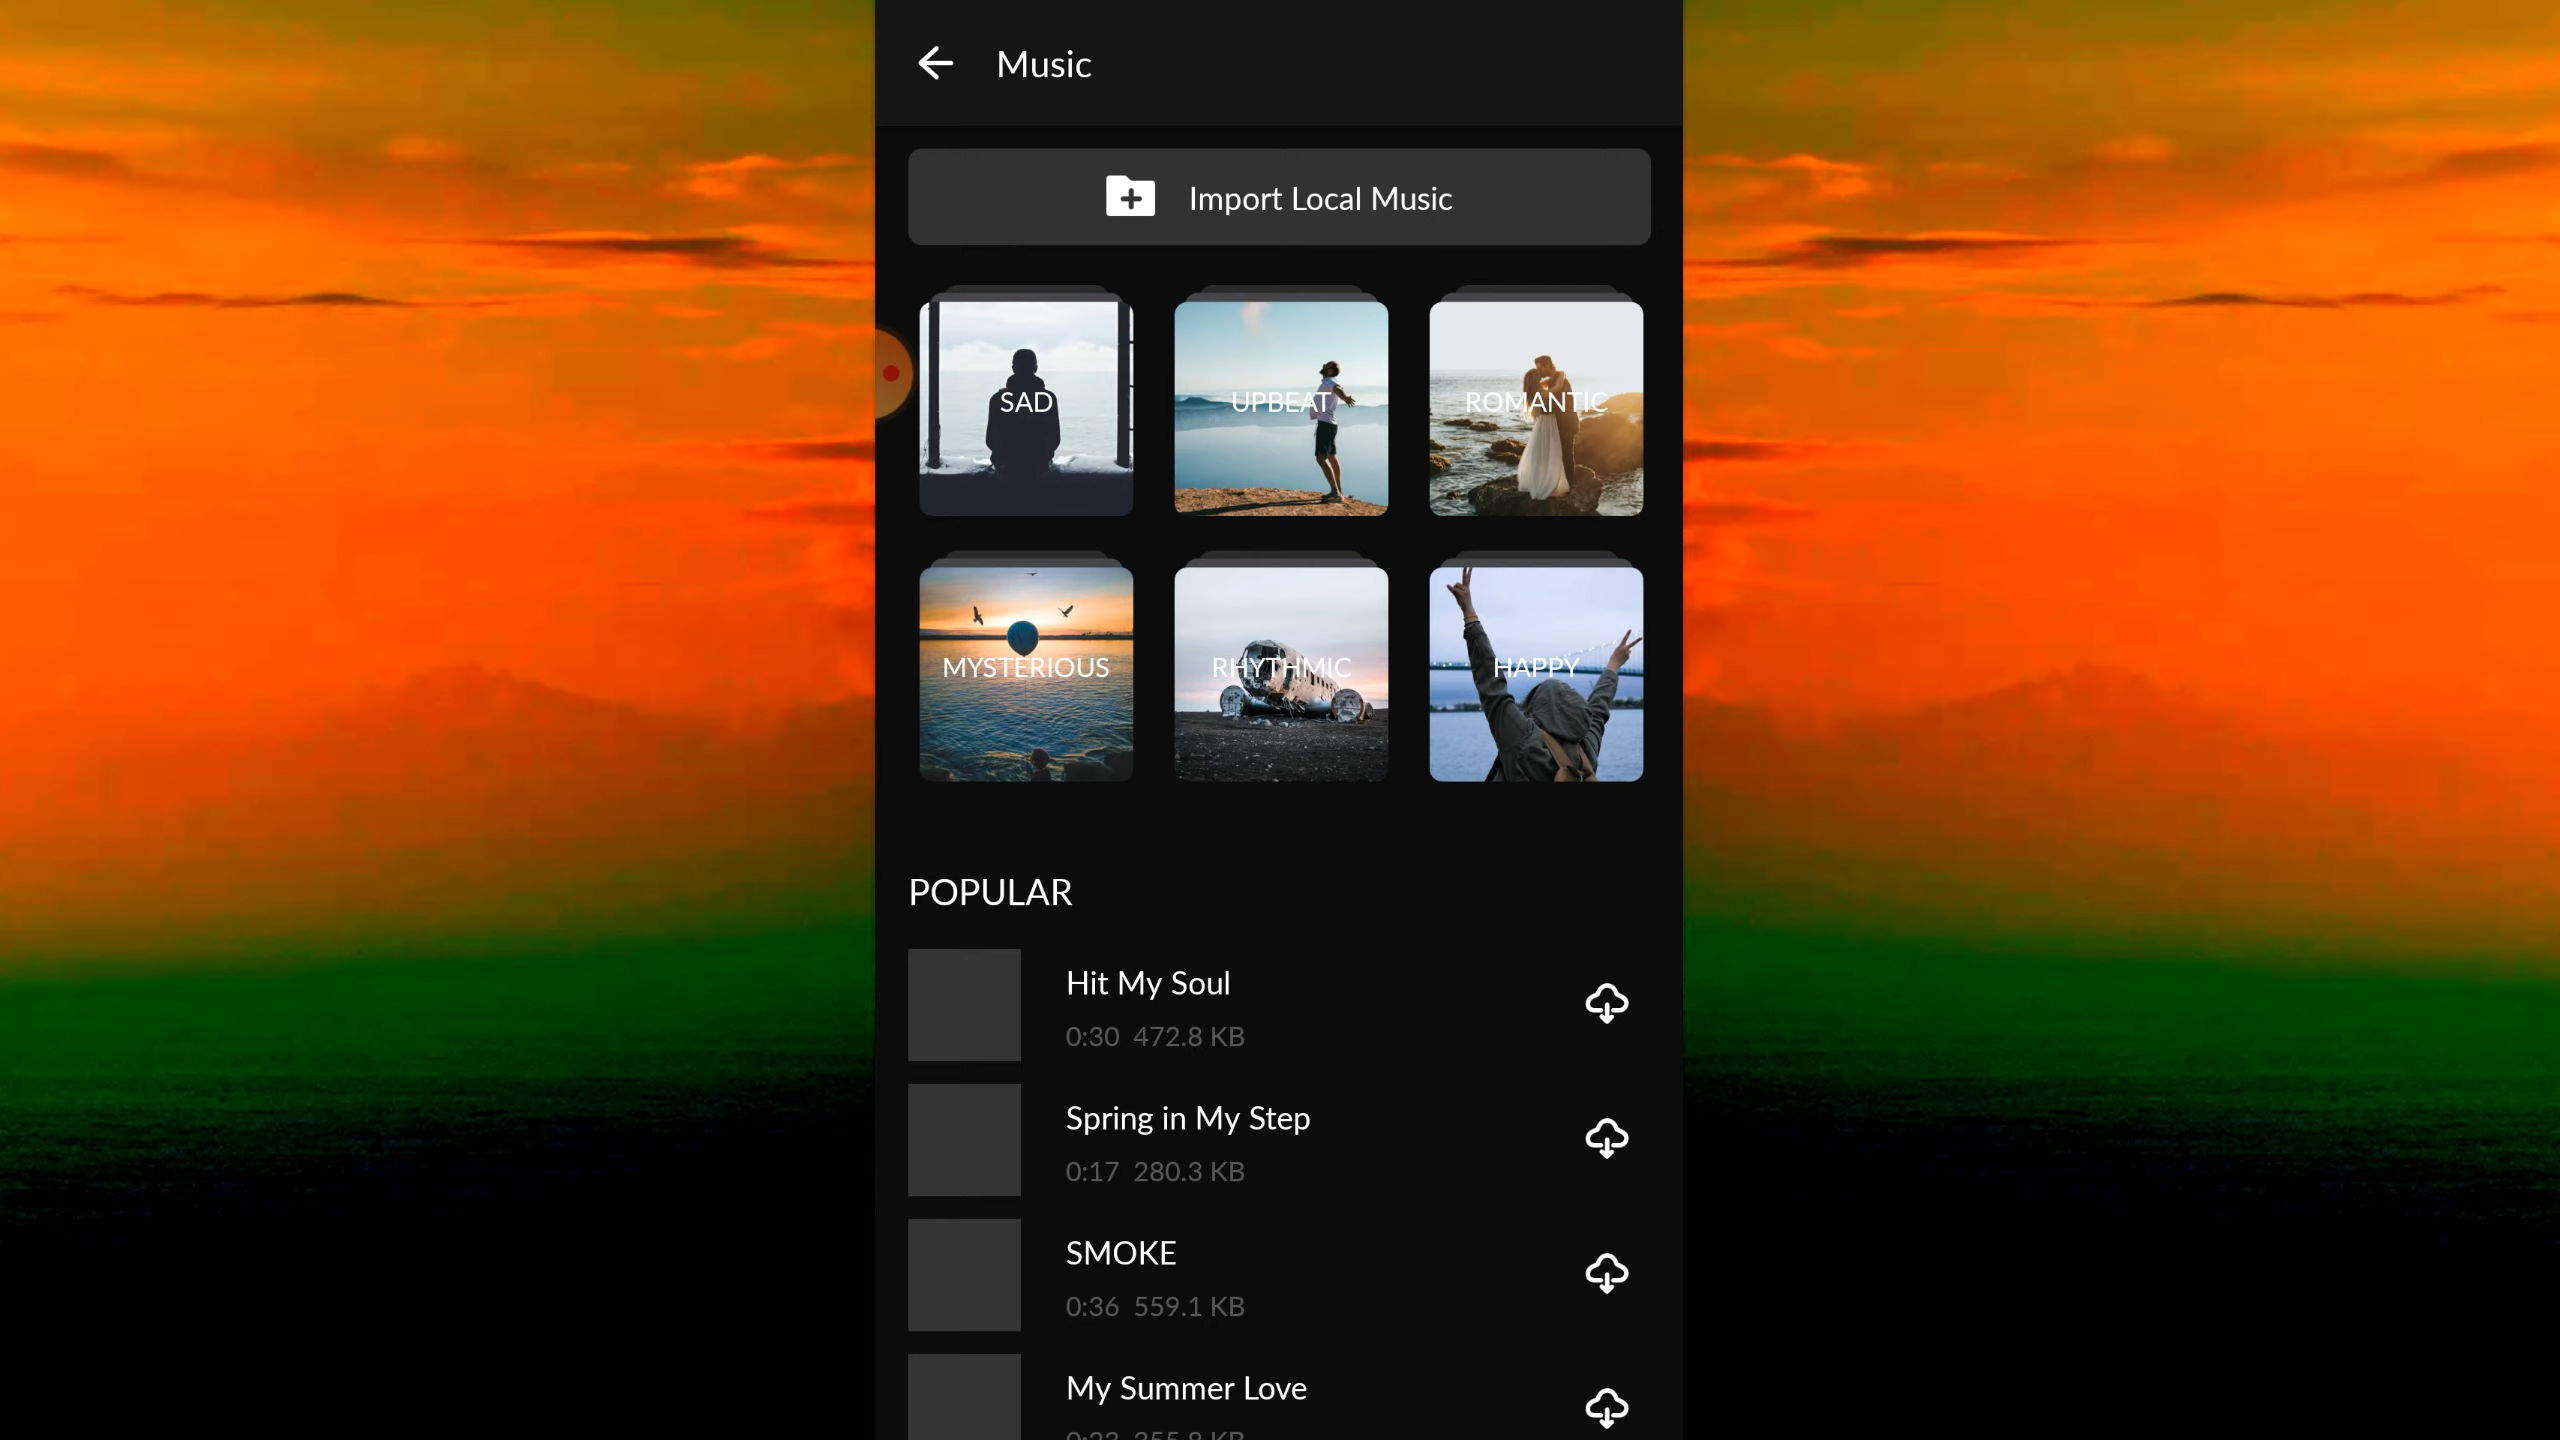 Music
Import Local Music
SAD
UPBEAT
ROMANTIC
MYSTERIOUS
RHYTHMIC
HAPPY
POPULAR
Hit My Soul
0:30 472.8 KB
Spring in My Step
0:17 280.3 KB
SMOKE
0:36 559.1 KB
My Summer Love